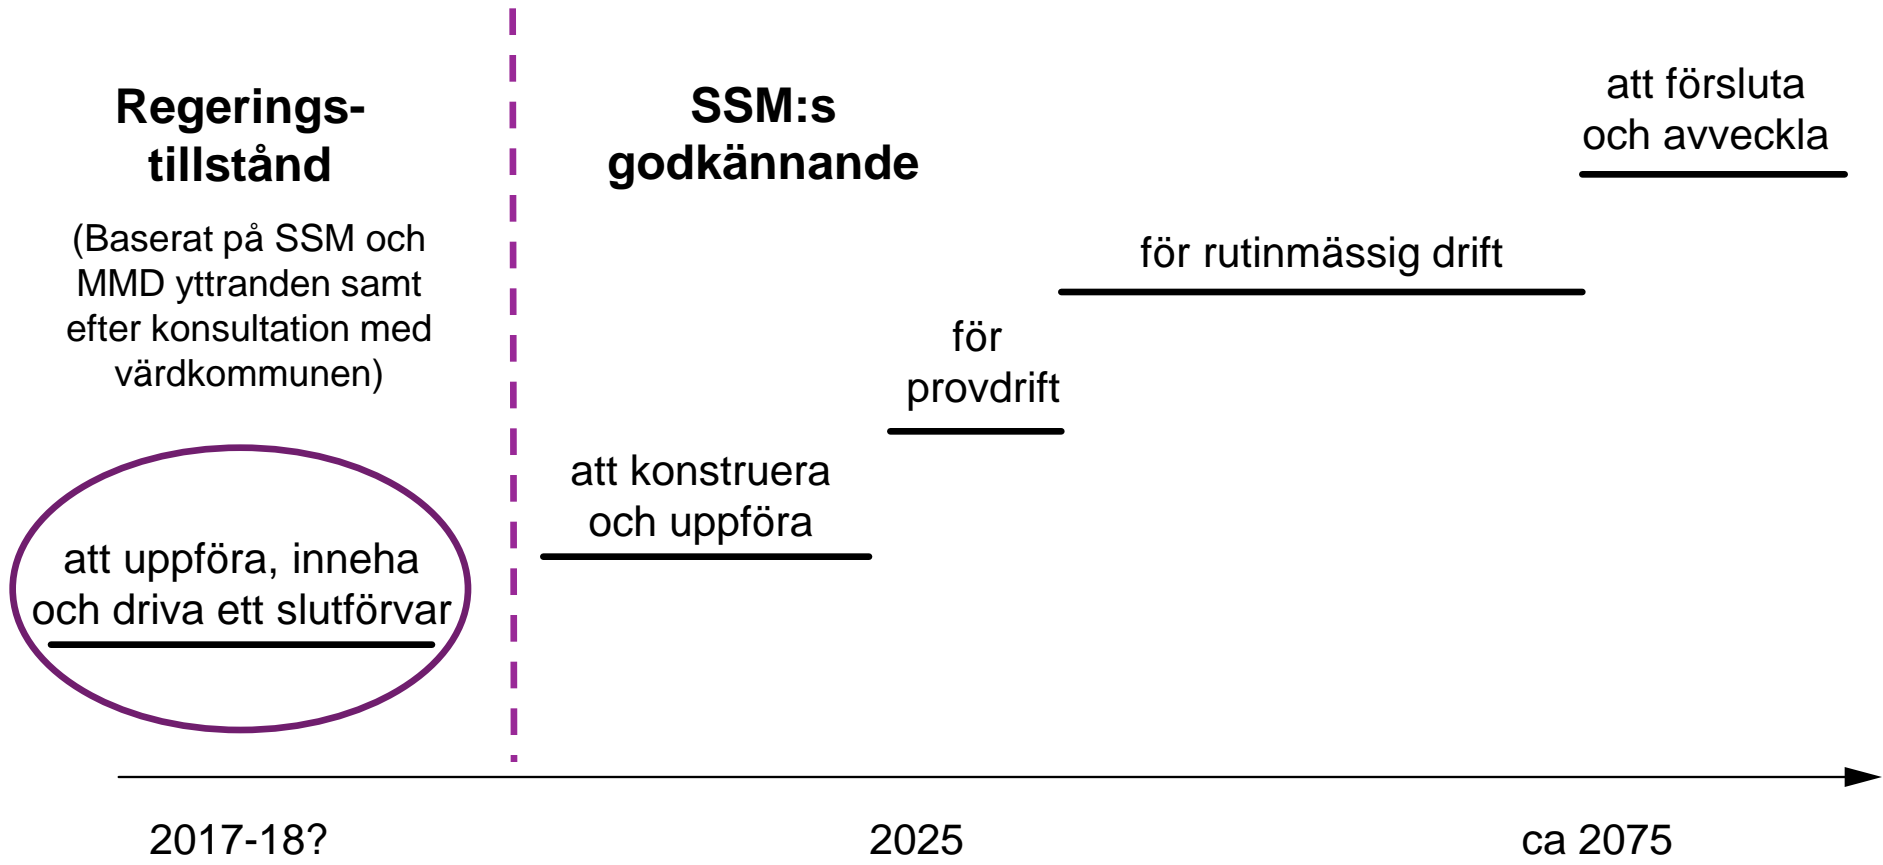 Regerings-
tillstånd
(Baserat på SSM och
MMD yttranden samt
efter konsultation med
värdkommunen)
att uppföra, inneha
och driva ett slutförvar
SSM:s
godkännande
att konstruera
och uppföra
för
provdrift
för rutinmässig drift
att försluta
och avveckla
2017-18?
2025
ca 2075